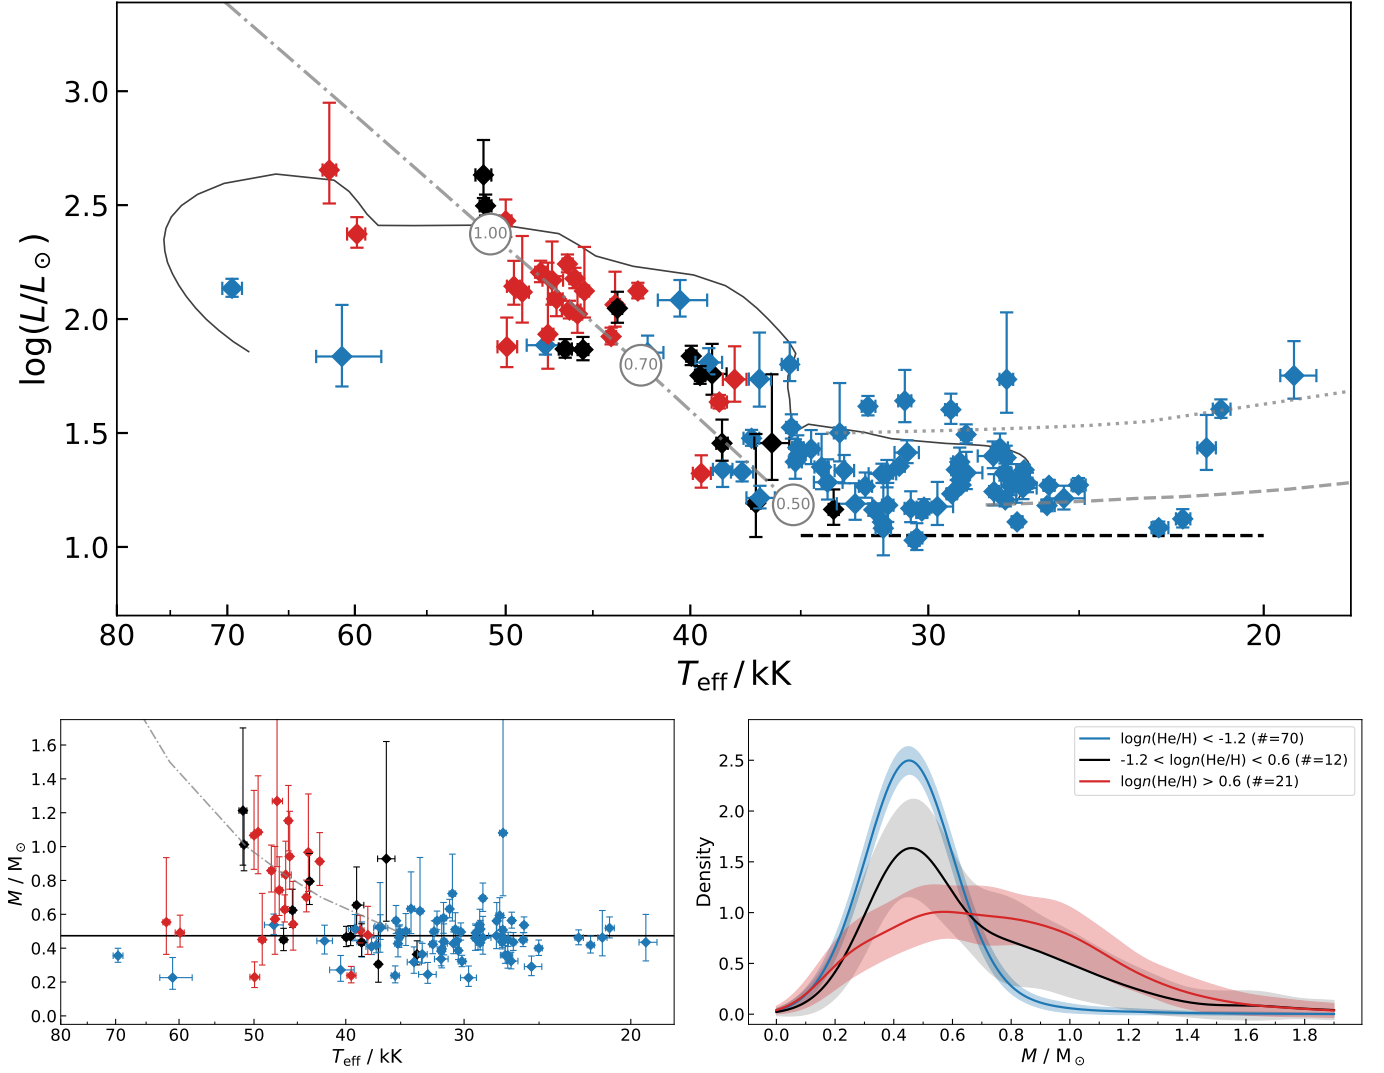 log(L/L⊙)
3.0
2.5
2.0
1.5
1.0
1.00
0.70
0.50
80 70 60 50 40 30 20
Teff / kK
M / M⊙
1.6
1.4
1.2
1.0
0.8
0.6
0.4
0.2
0.0
80 70 60 50 40 30 20
Teff / kK
Density
2.5
2.0
1.5
1.0
0.5
0.0
logn(He/H) < -1.2 (#=70)
-1.2 < logn(He/H) < 0.6 (#=12)
logn(He/H) > 0.6 (#=21)
0.0 0.2 0.4 0.6 0.8 1.0 1.2 1.4 1.6 1.8
M / M⊙